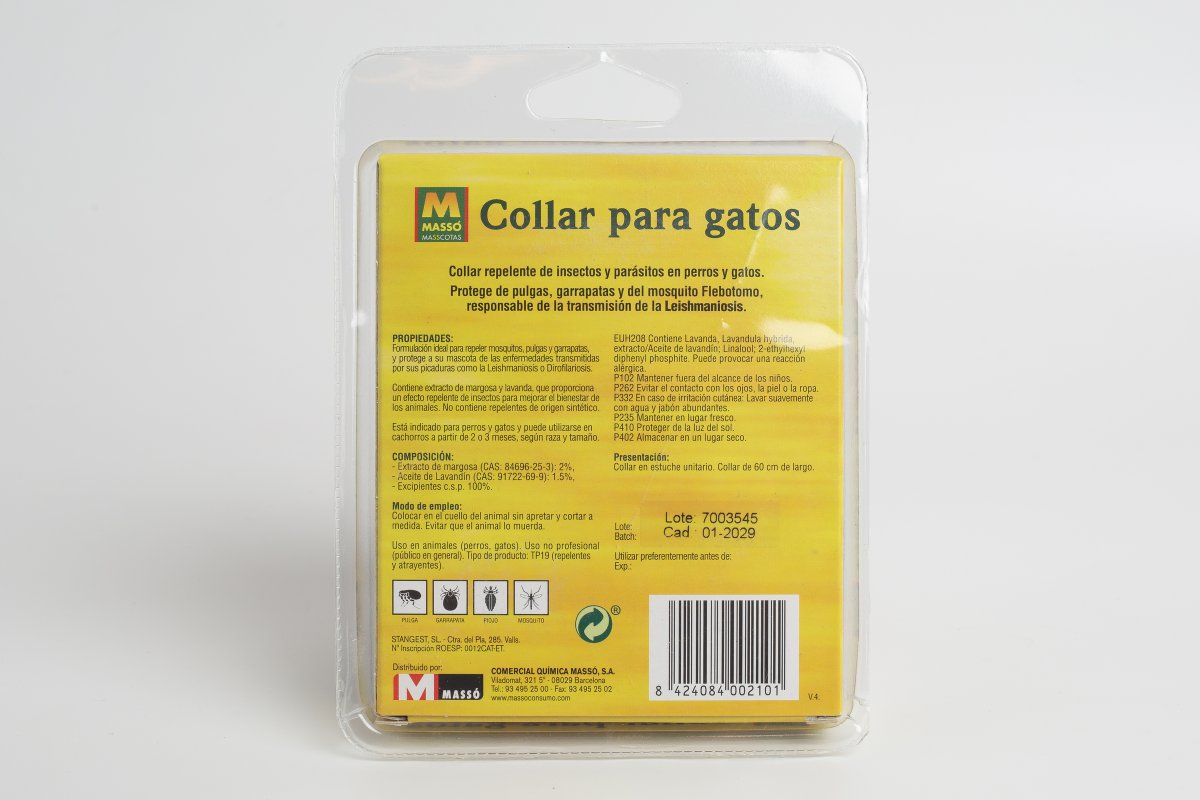 M
MASSÓ
MASSCOTAS
Collar para gatos
Collar repelente de insectos y parásitos en perros y gatos.
Protege de pulgas, garrapatas y del mosquito Flebotomo,
responsable de la transmisión de la Leishmaniosis.
PROPIEDADES:
Formulación ideal para repeler mosquitos, pulgas y garrapatas,
y protege a su mascota de las enfermedades transmitidas
por sus picaduras como la Leishmaniosis o Dirofilariosis.
Contiene extracto de margosa y lavanda, que proporciona
un efecto repelente de insectos para mejorar el bienestar de
los animales. No contiene repelentes de origen sintético.
Está indicado para perros y gatos y puede utilizarse en
cachorros a partir de 2 o 3 meses, según raza y tamaño.
COMPOSICIÓN:
- Extracto de margosa (CAS: 84696-25-3): 2%,
- Aceite de Lavandín (CAS: 91722-69-9): 1.5%,
- Excipientes c.s.p. 100%.
Modo de empleo:
Colocar en el cuello del animal sin apretar y cortar a
medida. Evitar que el animal lo muerda.
Uso en animales (perros, gatos). Uso no profesional
(público en general). Tipo de producto: TP19 (repelentes
y atrayentes).
PULGA GARRAPATA PIOJO MOSQUITO
STANGEST, SL. - Ctra. del Pla, 285. Valls.
N° Inscripción ROESP: 0012CAT-ET.
Distribuido por:
M MASSÓ
COMERCIAL QUÍMICA MASSÓ, S.A.
Viladomat, 321 5° - 08029 Barcelona
Tel.: 93 495 25 00 - Fax: 93 495 25 02
www.massoconsumo.com
EUH208 Contiene Lavanda, Lavandula hybrida,
extracto/Aceite de lavandín; Linalool; 2-ethylhexyl
diphenyl phosphite. Puede provocar una reacción
alérgica.
P102 Mantener fuera del alcance de los niños.
P262 Evitar el contacto con los ojos, la piel o la ropa.
P332 En caso de irritación cutánea: Lavar suavemente
con agua y jabón abundantes.
P235 Mantener en lugar fresco.
P410 Proteger de la luz del sol.
P402 Almacenar en un lugar seco.
Presentación:
Collar en estuche unitario. Collar de 60 cm de largo.
Lote: 7003545
Cad.: 01-2029
Lote:
Batch:
Utilizar preferentemente antes de:
Exp.:
®
8 424084 002101
V.4.